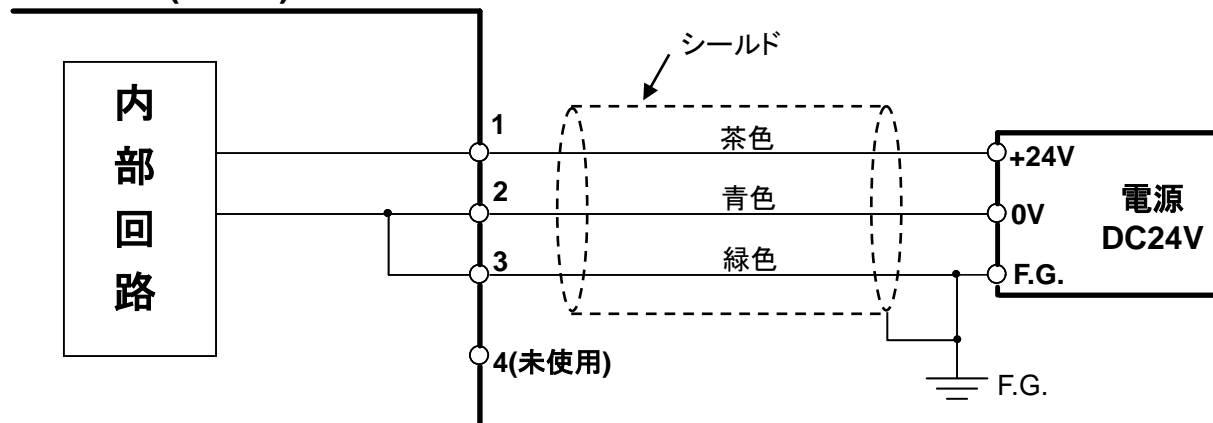 シールド
内
部
回
路
1
茶色
+24V
2
青色
0V
電源
DC24V
3
緑色
F.G.
4(未使用)
F.G.